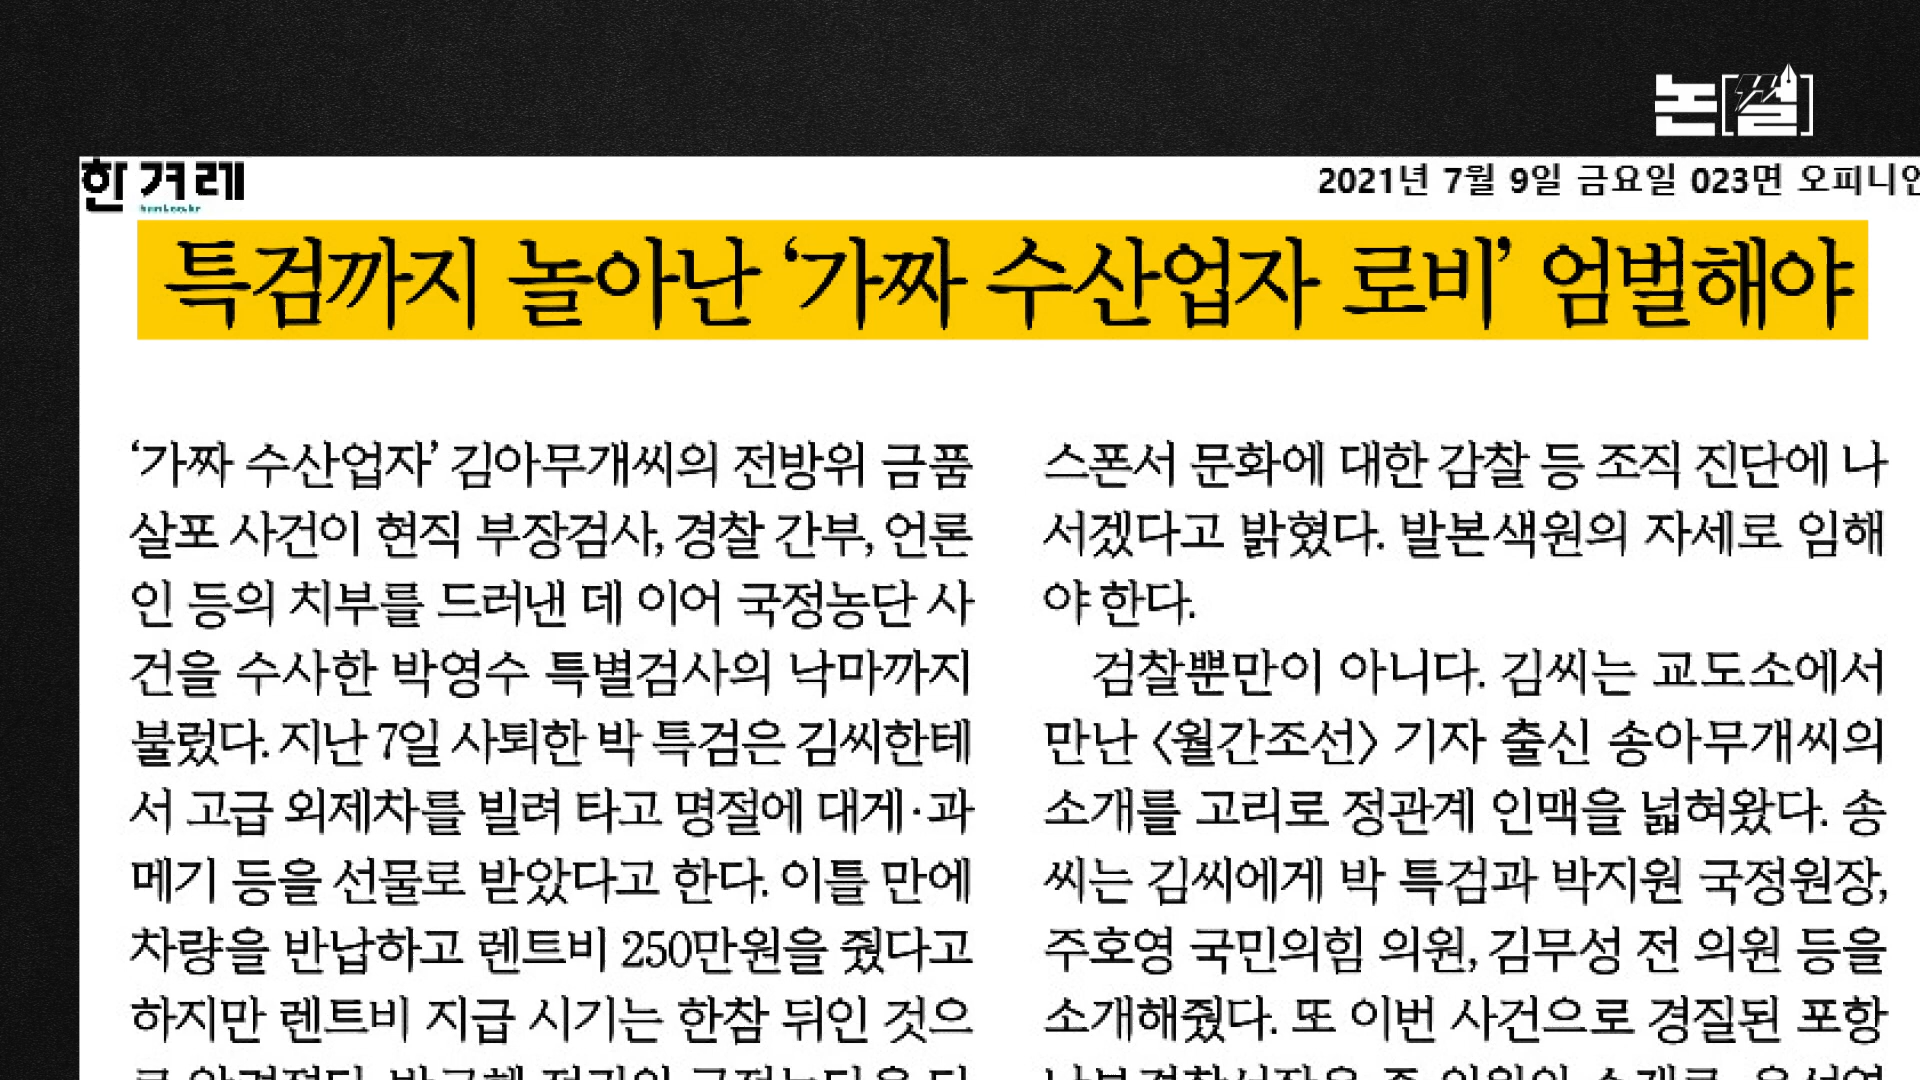 논[썰]
한겨레
2021년 7월 9일 금요일 023면 오피니언
특검까지 놀아난 ‘가짜 수산업자 로비’ 엄벌해야
‘가짜 수산업자’ 김아무개씨의 전방위 금품
살포 사건이 현직 부장검사, 경찰 간부, 언론
인 등의 치부를 드러낸 데 이어 국정농단 사
건을 수사한 박영수 특별검사의 낙마까지
불렀다. 지난 7일 사퇴한 박 특검은 김씨한테
서 고급 외제차를 빌려 타고 명절에 대게·과
메기 등을 선물로 받았다고 한다. 이틀 만에
차량을 반납하고 렌트비 250만원을 줬다고
하지만 렌트비 지급 시기는 한참 뒤인 것으
스폰서 문화에 대한 감찰 등 조직 진단에 나
서겠다고 밝혔다. 발본색원의 자세로 임해
야 한다.
검찰뿐만이 아니다. 김씨는 교도소에서
만난 〈월간조선〉 기자 출신 송아무개씨의
소개를 고리로 정관계 인맥을 넓혀왔다. 송
씨는 김씨에게 박 특검과 박지원 국정원장,
주호영 국민의힘 의원, 김무성 전 의원 등을
소개해줬다. 또 이번 사건으로 경질된 포항